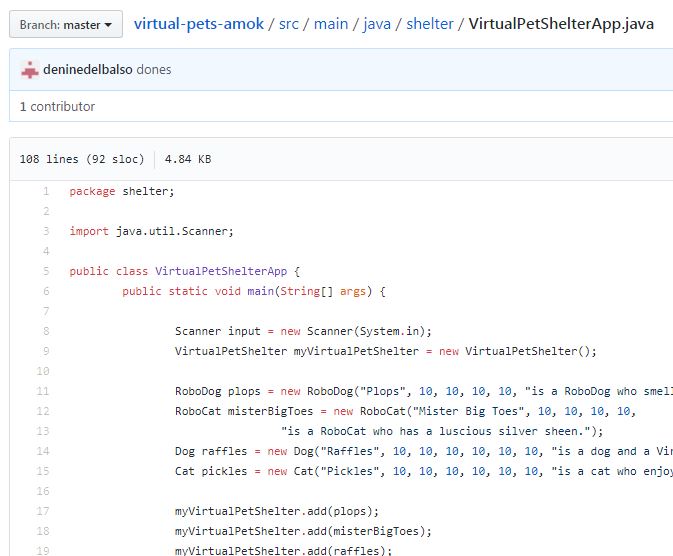 Branch: master virtual-pets-amok / src / main / java / shelter / VirtualPetShelterApp.java
deninedelbalso dones
1 contributor
108 lines (92 sloc) 4.84 KB
1 package shelter;
2
3 import java.util.Scanner;
4
5 public class VirtualPetShelterApp {
6 public static void main(String[] args) {
7
8 Scanner input = new Scanner(System.in);
9 VirtualPetShelter myVirtualPetShelter = new VirtualPetShelter();
10
11 RoboDog plops = new RoboDog("Plops", 10, 10, 10, 10, "is a RoboDog who smell
12 RoboCat misterBigToes = new RoboCat("Mister Big Toes", 10, 10, 10, 10,
13 "is a RoboCat who has a luscious silver sheen.");
14 Dog raffles = new Dog("Raffles", 10, 10, 10, 10, 10, 10, "is a dog and a Vir
15 Cat pickles = new Cat("Pickles", 10, 10, 10, 10, 10, 10, "is a cat who enjoy
16
17 myVirtualPetShelter.add(plops);
18 myVirtualPetShelter.add(misterBigToes);
19 myVirtualPetShelter.add(raffles);